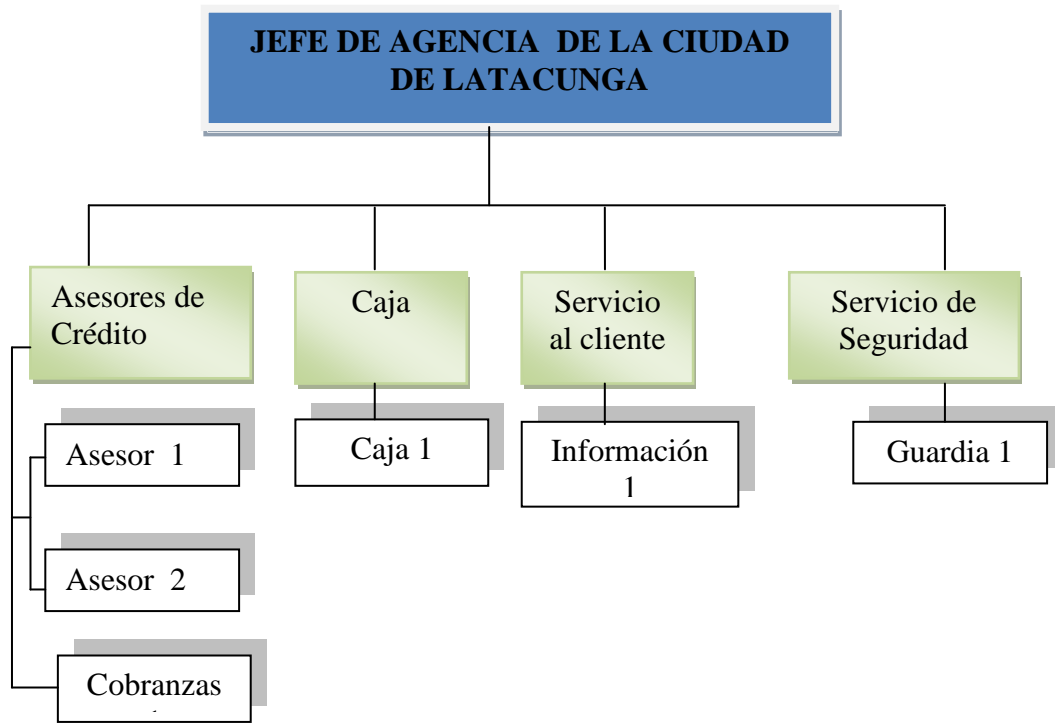 JEFE DE AGENCIA  DE LA CIUDAD
DE LATACUNGA
Asesores de
Crédito
Caja
Servicio
al cliente
Servicio de
Seguridad
Asesor  1
Caja 1
Información
1
Guardia 1
Asesor  2
Cobranzas